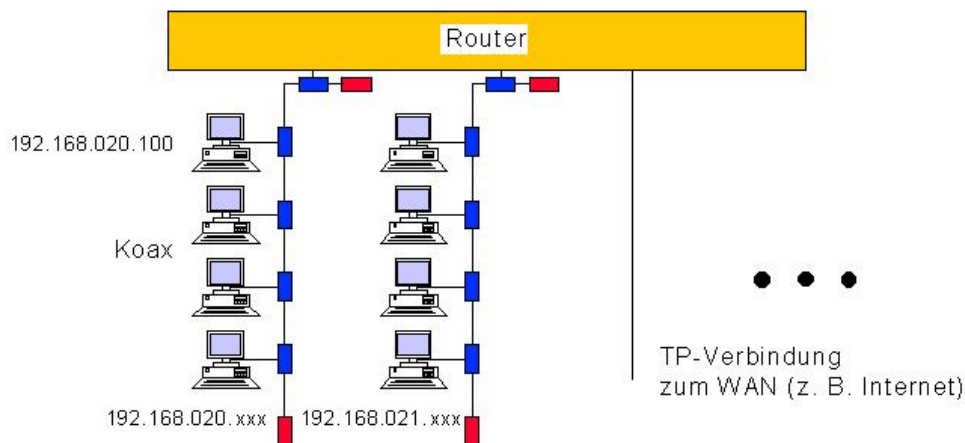 Router
192.168.020.100
Koax
192.168.020.xxx
192.168.021.xxx
TP-Verbindung
zum WAN (z. B. Internet)